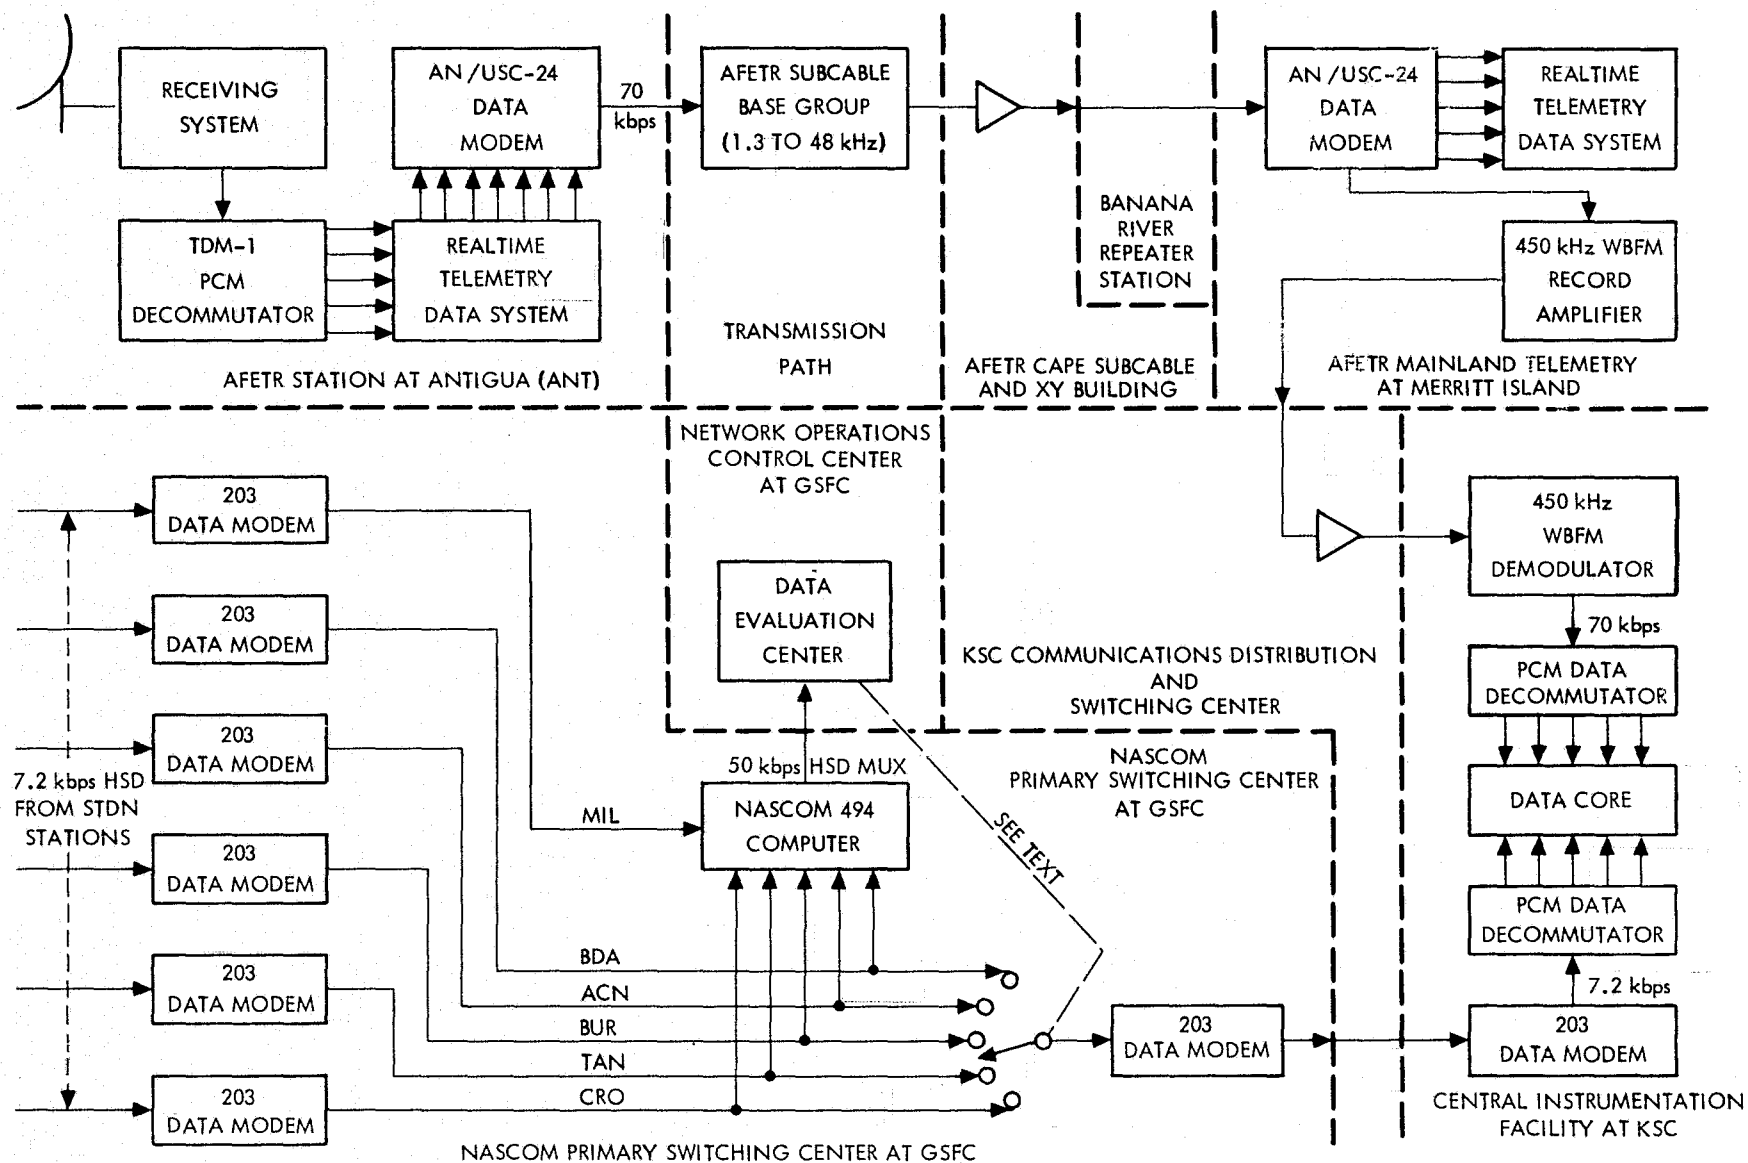 RECEIVING
SYSTEM
AN/USC-24
DATA
MODEM
70
kbps
AFETR SUBCABLE
BASE GROUP
(1.3 TO 48 kHz)
AN/USC-24
DATA
MODEM
REALTIME
TELEMETRY
DATA SYSTEM
TDM-1
PCM
DECOMMUTATOR
REALTIME
TELEMETRY
DATA SYSTEM
BANANA
RIVER
REPEATER
STATION
450 kHz WBFM
RECORD
AMPLIFIER
AFETR STATION AT ANTIGUA (ANT)
TRANSMISSION
PATH
AFETR CAPE SUBCABLE
AND XY BUILDING
AFETR MAINLAND TELEMETRY
AT MERRITT ISLAND
NETWORK OPERATIONS
CONTROL CENTER
AT GSFC
203
DATA MODEM
203
DATA MODEM
203
DATA MODEM
203
DATA MODEM
203
DATA MODEM
203
DATA MODEM
7.2 kbps HSD
FROM STDN
STATIONS
DATA
EVALUATION
CENTER
50 kbps HSD MUX
NASCOM 494
COMPUTER
MIL
BDA
ACN
BUR
TAN
CRO
SEE TEXT
KSC COMMUNICATIONS DISTRIBUTION
AND
SWITCHING CENTER
NASCOM
PRIMARY SWITCHING CENTER
AT GSFC
203
DATA MODEM
450 kHz
WBFM
DEMODULATOR
70 kbps
PCM DATA
DECOMMUTATOR
DATA CORE
PCM DATA
DECOMMUTATOR
7.2 kbps
203
DATA MODEM
CENTRAL INSTRUMENTATION
FACILITY AT KSC
NASCOM PRIMARY SWITCHING CENTER AT GSFC